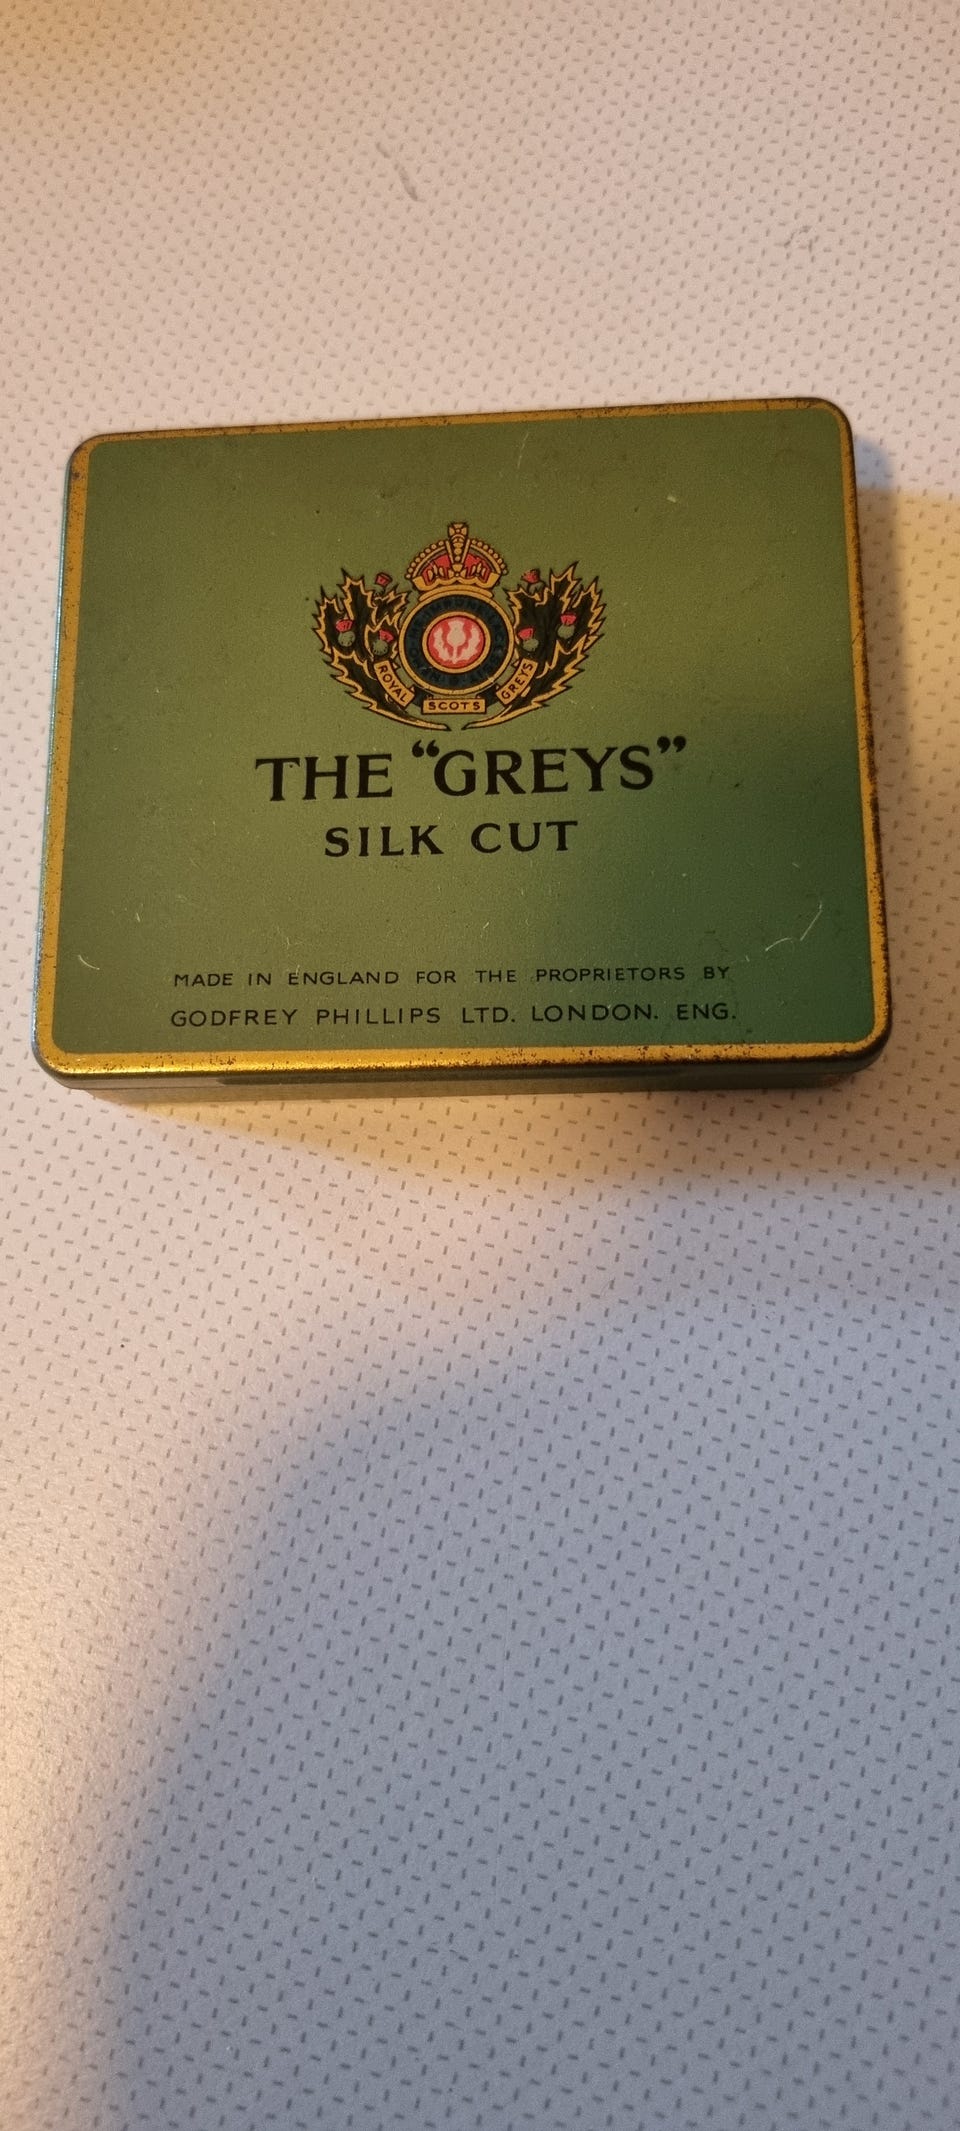 ROYAL SCOTS GREYS
THE “GREYS”
SILK CUT
MADE IN ENGLAND FOR THE PROPRIETORS BY
GODFREY PHILLIPS LTD. LONDON. ENG.